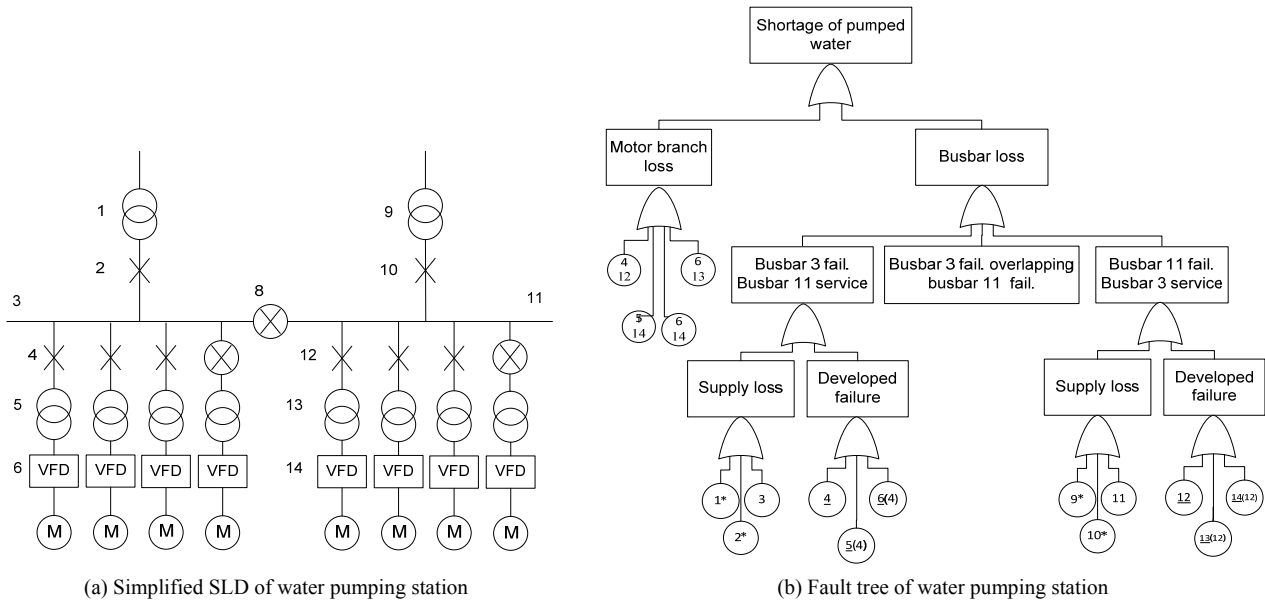 1
9
2
10
3
8
11
4
12
5
13
6
VFD
VFD
VFD
VFD
14
VFD
VFD
VFD
VFD
M
M
M
M
M
M
M
M
(a) Simplified SLD of water pumping station
Shortage of pumped
water
Motor branch
loss
Busbar loss
4
12
6
13
14
6
14
Busbar 3 fail.
Busbar 11 service
Busbar 3 fail. overlapping
busbar 11 fail.
Busbar 11 fail.
Busbar 3 service
Supply loss
Developed
failure
Supply loss
Developed
failure
1*
3
2*
4
6(4)
5(4)
9*
11
10*
12
14(12)
13(12)
(b) Fault tree of water pumping station